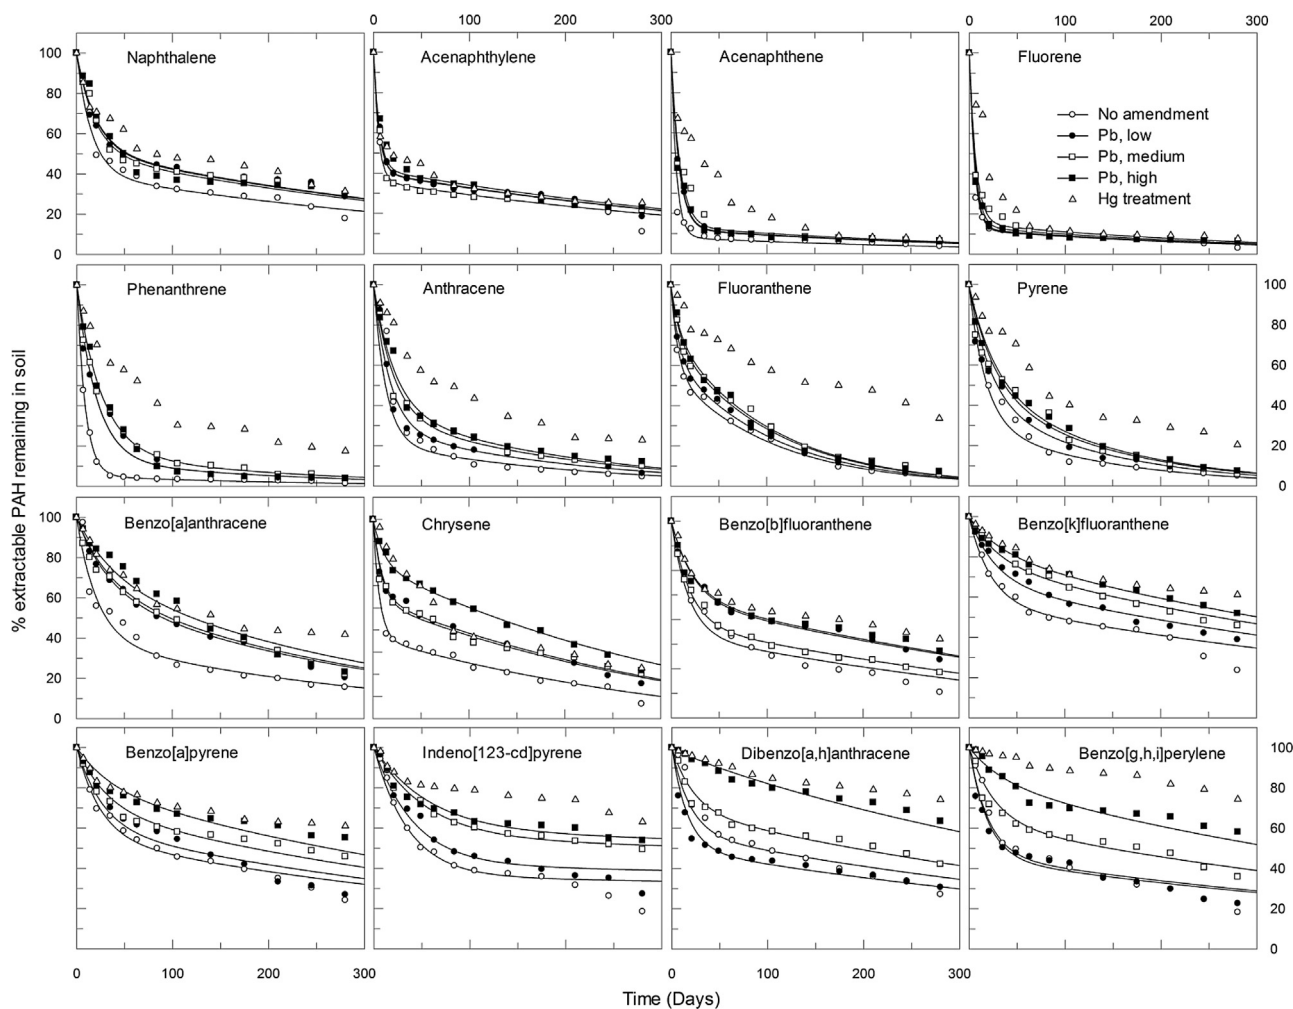 0 100 200 300 0 100 200 300
100
80
60
40
20
0
Naphthalene
Acenaphthylene
Acenaphthene
Fluorene
No amendment
Pb, low
Pb, medium
Pb, high
Hg treatment
Phenanthrene
Anthracene
Fluoranthene
Pyrene
100
80
60
40
20
0
% extractable PAH remaining in soil
100
80
60
40
20
0
Benzo[a]anthracene
Chrysene
Benzo[b]fluoranthene
Benzo[k]fluoranthene
Benzo[a]pyrene
Indeno[123-cd]pyrene
Dibenzo[a,h]anthracene
Benzo[g,h,i]perylene
100
80
60
40
20
0
0 100 200 300 0 100 200 300
Time (Days)